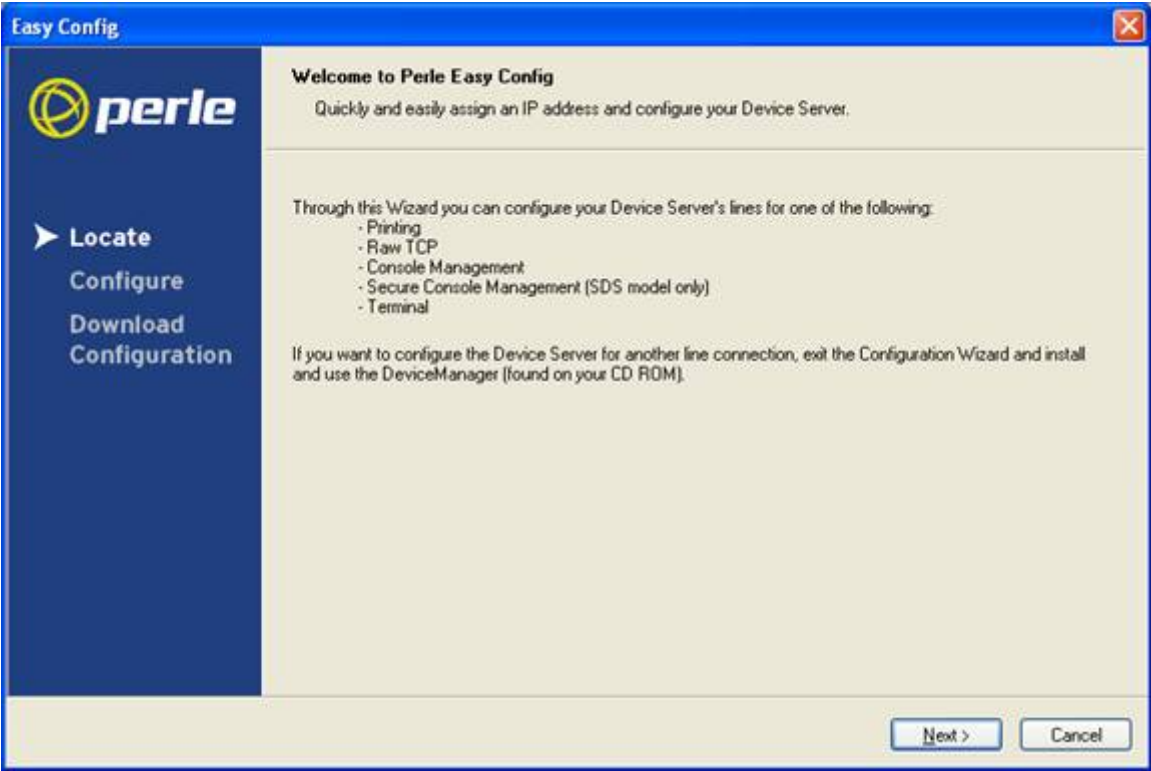 Easy Config
perle
Locate
Configure
Download
Configuration
Welcome to Perle Easy Config
Quickly and easily assign an IP address and configure your Device Server.
Through this Wizard you can configure your Device Server's lines for one of the following:
- Printing
- Raw TCP
- Console Management
- Secure Console Management (SDS model only)
- Terminal
If you want to configure the Device Server for another line connection, exit the Configuration Wizard and install
and use the DeviceManager (found on your CD ROM).
Next >
Cancel